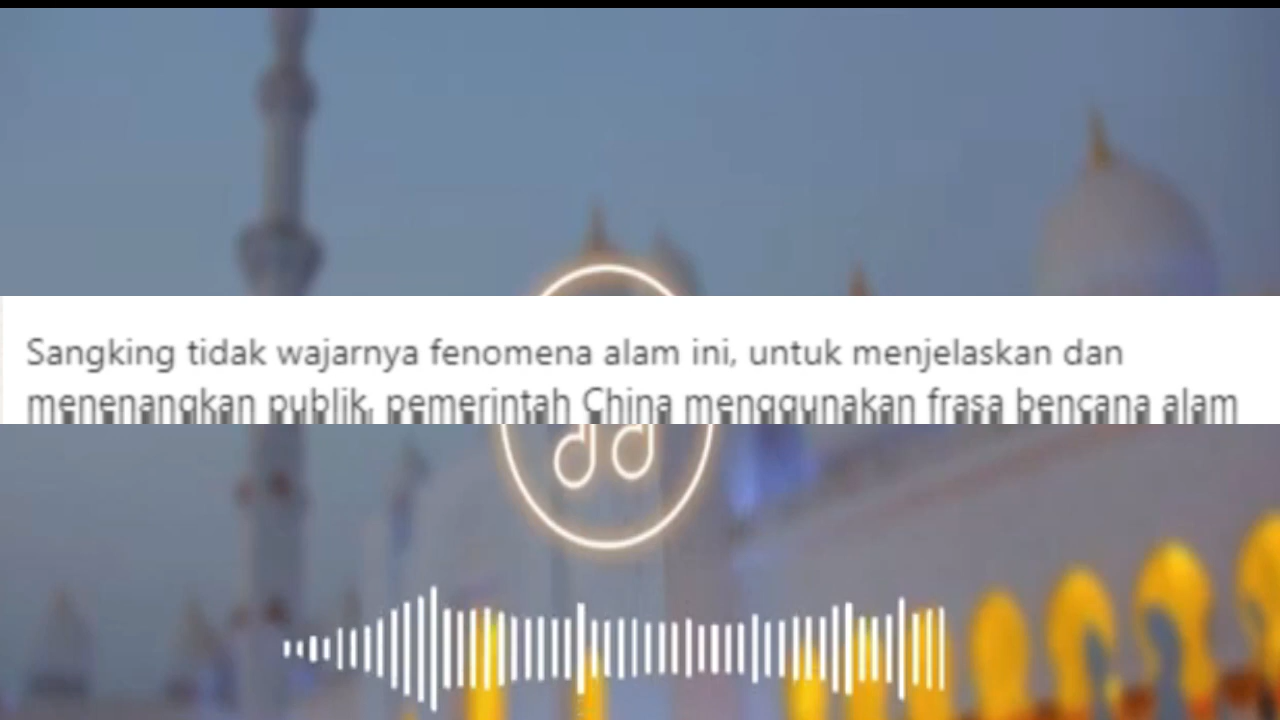 Sangking tidak wajarnya fenomena alam ini, untuk menjelaskan dan
menenangkan publik, pemerintah China menggunakan frasa bencana alam